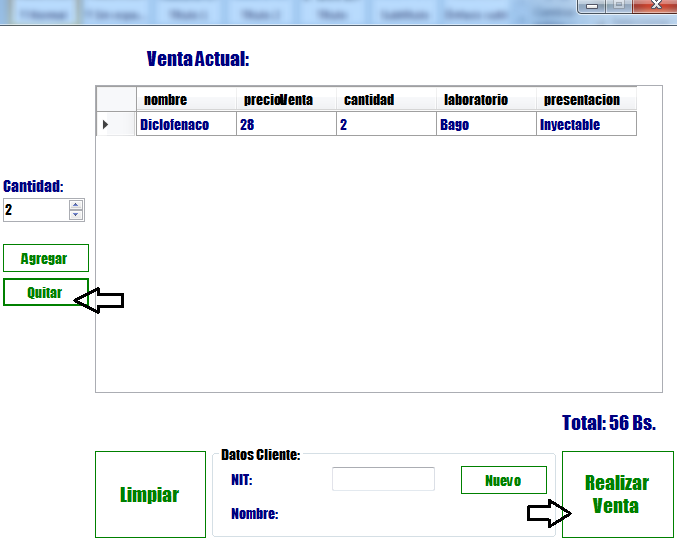 Venta Actual:
nombre precioVenta cantidad laboratorio presentacion
Diclofenaco 28 2 Bago Inyectable
Cantidad:
2
Agregar
Quitar
Total: 56 Bs.
Limpiar
Datos Cliente:
NIT:
Nuevo
Nombre:
Realizar
Venta